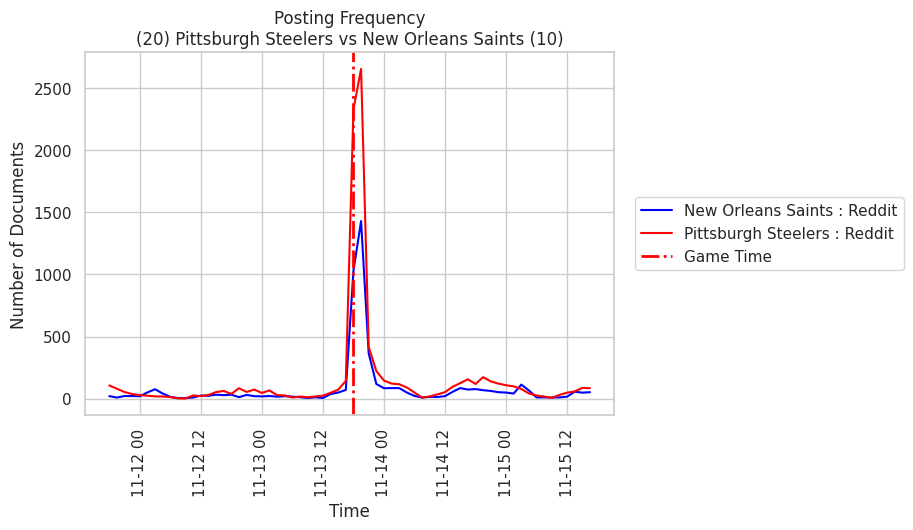 Posting Frequency
(20) Pittsburgh Steelers vs New Orleans Saints (10)
Number of Documents
2500
2000
1500
1000
500
0
11-12 00
11-12 12
11-13 00
11-13 12
11-14 00
11-14 12
11-15 00
11-15 12
Time
New Orleans Saints : Reddit
Pittsburgh Steelers : Reddit
Game Time